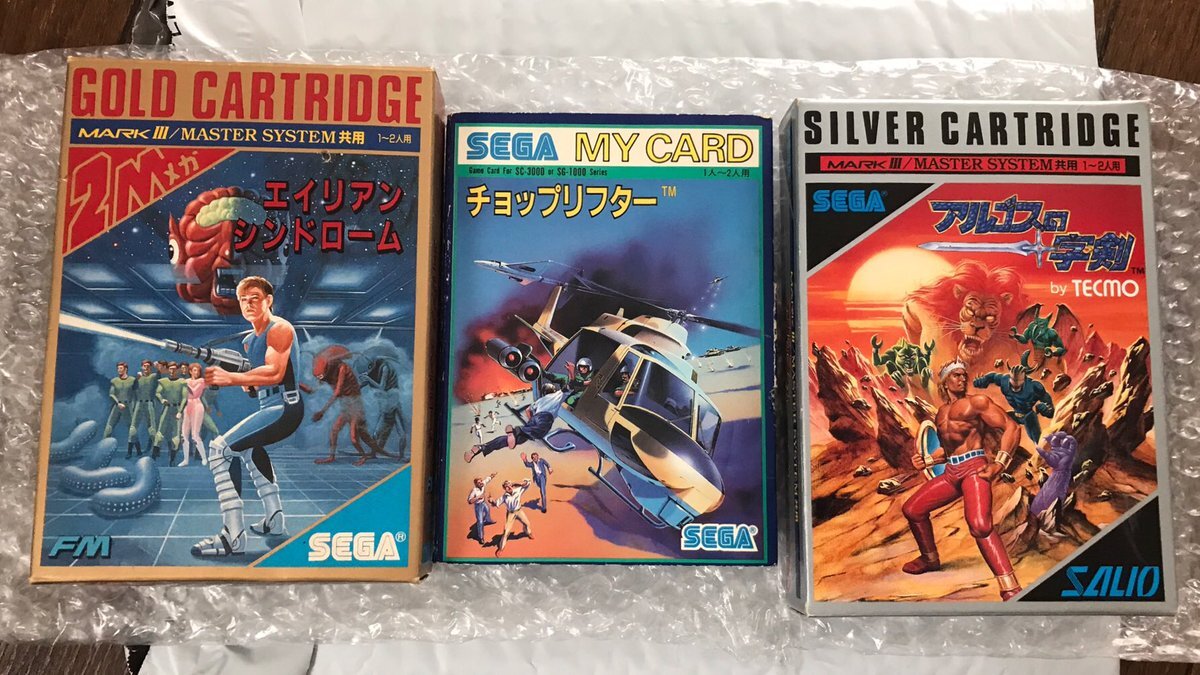 GOLD CARTRIDGE
MARK III/MASTER SYSTEM 共用 1~2人用
2Mメガ
エイリアン
シンドローム
FM
SEGA®
SEGA MY CARD
Game Card For SC-3000 or SG-1000 Series
1人~2人用
チョップリフター™
SEGA®
SILVER CARTRIDGE
MARK III/MASTER SYSTEM 共用 1~2人用
SEGA®
アルゴスの
十字剣™
by TECMO
SALIO